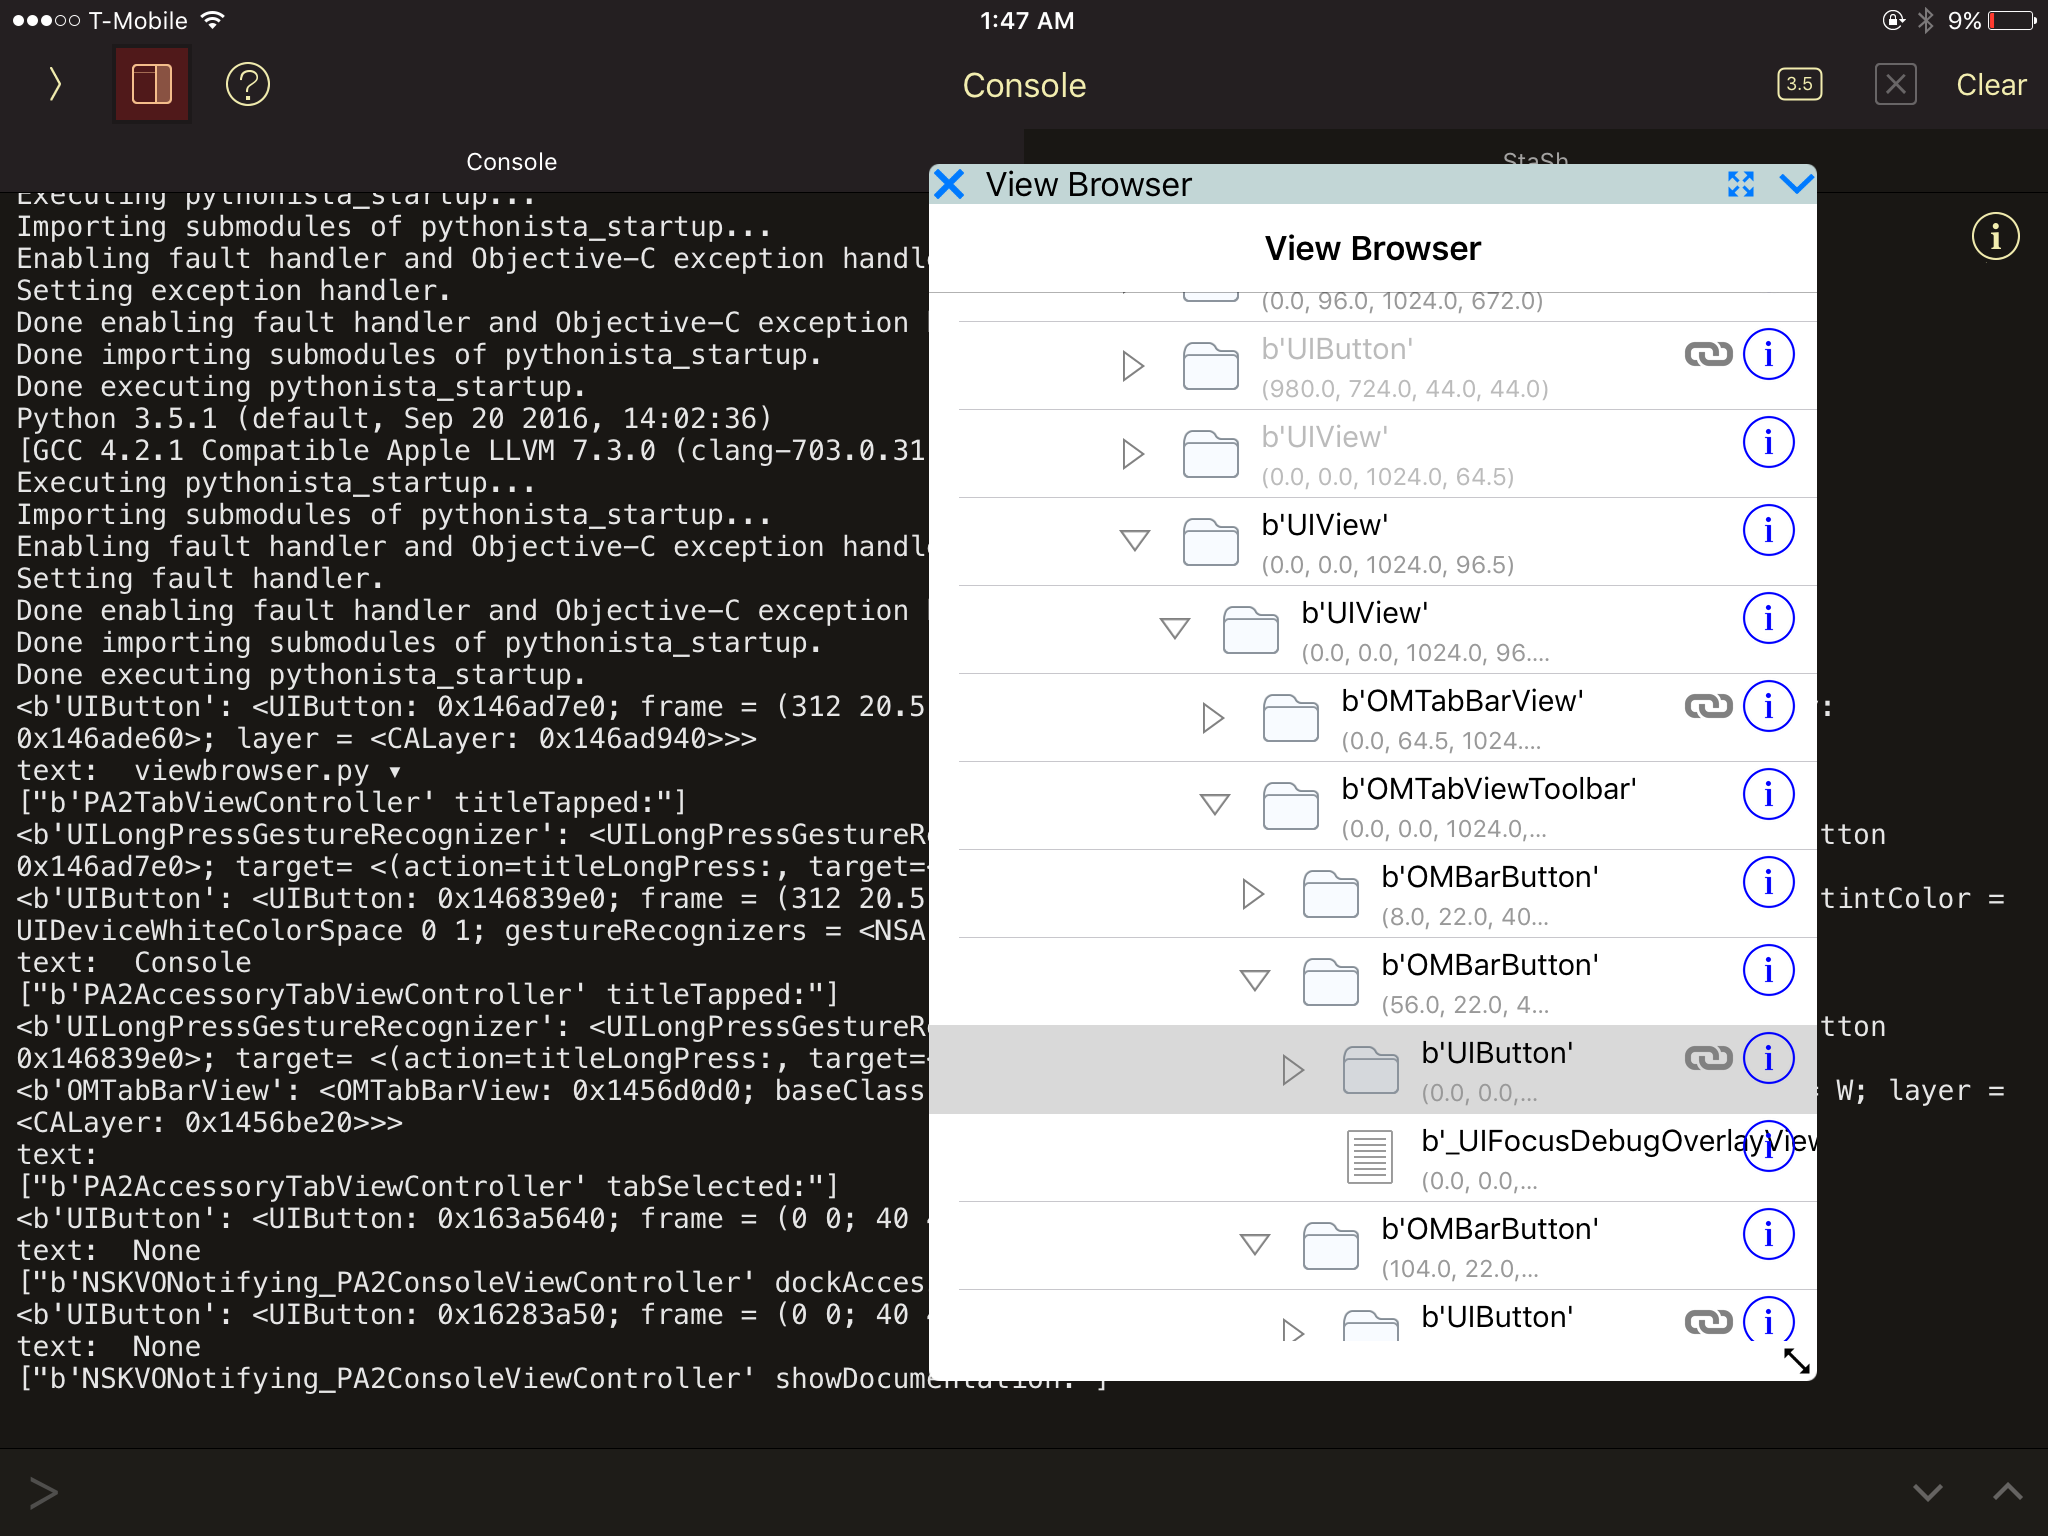 T-Mobile
1:47 AM
9%
?
Console
3.5
Clear
Console
StaSh
Executing pythonista_startup...
Importing submodules of pythonista_startup...
Enabling fault handler and Objective-C exception handl
Setting exception handler.
Done enabling fault handler and Objective-C exception
Done importing submodules of pythonista_startup.
Done executing pythonista_startup.
Python 3.5.1 (default, Sep 20 2016, 14:02:36)
[GCC 4.2.1 Compatible Apple LLVM 7.3.0 (clang-703.0.31
Executing pythonista_startup...
Importing submodules of pythonista_startup...
Enabling fault handler and Objective-C exception handl
Setting fault handler.
Done enabling fault handler and Objective-C exception
Done importing submodules of pythonista_startup.
Done executing pythonista_startup.
<b'UIButton': <UIButton: 0x146ad7e0; frame = (312 20.5 :
0x146ade60>; layer = <CALayer: 0x146ad940>>>
text:  viewbrowser.py ▾
["b'PA2TabViewController' titleTapped:"]
<b'UILongPressGestureRecognizer': <UILongPressGestureR tton
0x146ad7e0>; target= <(action=titleLongPress:, target=<
<b'UIButton': <UIButton: 0x146839e0; frame = (312 20.5 tintColor =
UIDeviceWhiteColorSpace 0 1; gestureRecognizers = <NSA
text:  Console
["b'PA2AccessoryTabViewController' titleTapped:"]
<b'UILongPressGestureRecognizer': <UILongPressGestureR tton
0x146839e0>; target= <(action=titleLongPress:, target=<
<b'OMTabBarView': <OMTabBarView: 0x1456d0d0; baseClass = W; layer =
<CALayer: 0x1456be20>>>
text:
["b'PA2AccessoryTabViewController' tabSelected:"]
<b'UIButton': <UIButton: 0x163a5640; frame = (0 0; 40
text:  None
["b'NSKVONotifying_PA2ConsoleViewController' dockAcces
<b'UIButton': <UIButton: 0x16283a50; frame = (0 0; 40
text:  None
["b'NSKVONotifying_PA2ConsoleViewController' showDocumentation:"]
>
View Browser
View Browser
(0.0, 96.0, 1024.0, 672.0)
b'UIButton'
(980.0, 724.0, 44.0, 44.0)
b'UIView'
(0.0, 0.0, 1024.0, 64.5)
b'UIView'
(0.0, 0.0, 1024.0, 96.5)
b'UIView'
(0.0, 0.0, 1024.0, 96....
b'OMTabBarView'
(0.0, 64.5, 1024....
b'OMTabViewToolbar'
(0.0, 0.0, 1024.0,...
b'OMBarButton'
(8.0, 22.0, 40...
b'OMBarButton'
(56.0, 22.0, 4...
b'UIButton'
(0.0, 0.0,...
b'_UIFocusDebugOverlayView
(0.0, 0.0,...
b'OMBarButton'
(104.0, 22.0,...
b'UIButton'